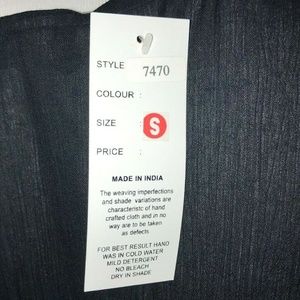 STYLE 7470
COLOUR :
SIZE : S
PRICE :
MADE IN INDIA
The weaving imperfections
and shade variations are
characteristc of hand
crafted cloth and in no
way are to be taken
as defects
FOR BEST RESULT HAND
WAS IN COLD WATER
MILD DETERGENT
NO BLEACH
DRY IN SHADE